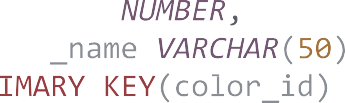 NUMBER,
_name VARCHAR(50)
IMARY KEY(color_id)